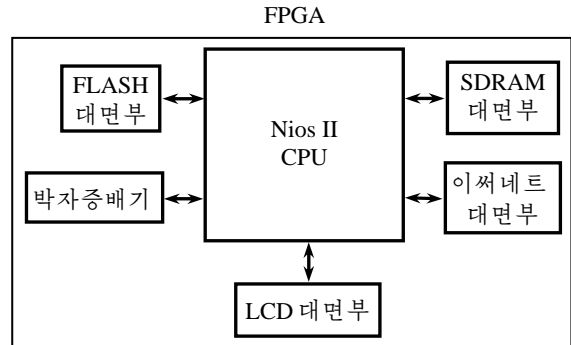 FPGA
FLASH
대면부
Nios II
CPU
SDRAM
대면부
박자증배기
이써네트
대면부
LCD 대면부